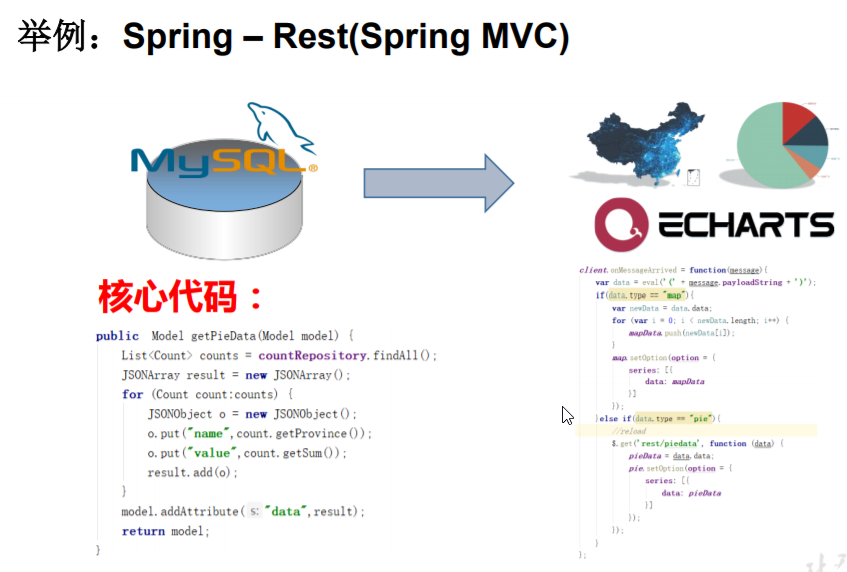 举例：Spring – Rest(Spring MVC)
MySQL®
ECHARTS
核心代码：
public Model getPieData(Model model) {
List<Count> counts = countRepository.findAll();
JSONArray result = new JSONArray();
for (Count count:counts) {
JSONObject o = new JSONObject();
o.put("name",count.getProvince());
o.put("value",count.getSum());
result.add(o);
}
model.addAttribute( s: "data",result);
return model;
}
client.onMessageArrived = function(message){
var data = eval('(' + message.payloadString + ')');
if(data.type == "map"){
var newData = data.data;
for (var i = 0; i < newData.length; i++) {
mapData.push(newData[i]);
}
map.setOption(option = {
series: [{
data: mapData
}]
});
}else if(data.type == "pie"){
//reload
$.get('rest/piedata', function (data) {
pieData = data.data;
pie.setOption(option = {
series: [{
data: pieData
}]
});
});
}
};